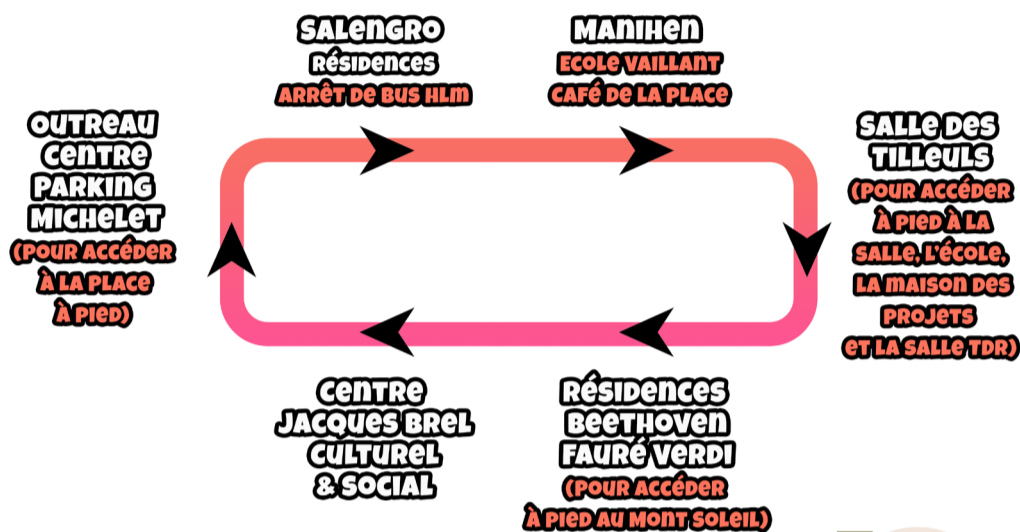 SALENGRO
RÉSIDENCES
ARRÊT DE BUS HLM
MANIHEN
ECOLE VAILLANT
CAFÉ DE LA PLACE
SALLE DES
TILLEULS
(POUR ACCÉDER
À PIED À LA
SALLE, L'ÉCOLE,
LA MAISON DES
PROJETS
ET LA SALLE TDR)
RÉSIDENCES
BEETHOVEN
FAURÉ VERDI
(POUR ACCÉDER
À PIED AU MONT SOLEIL)
CENTRE
JACQUES BREL
CULTUREL
& SOCIAL
OUTREAU
CENTRE
PARKING
MICHELET
(POUR ACCÉDER
À LA PLACE
À PIED)